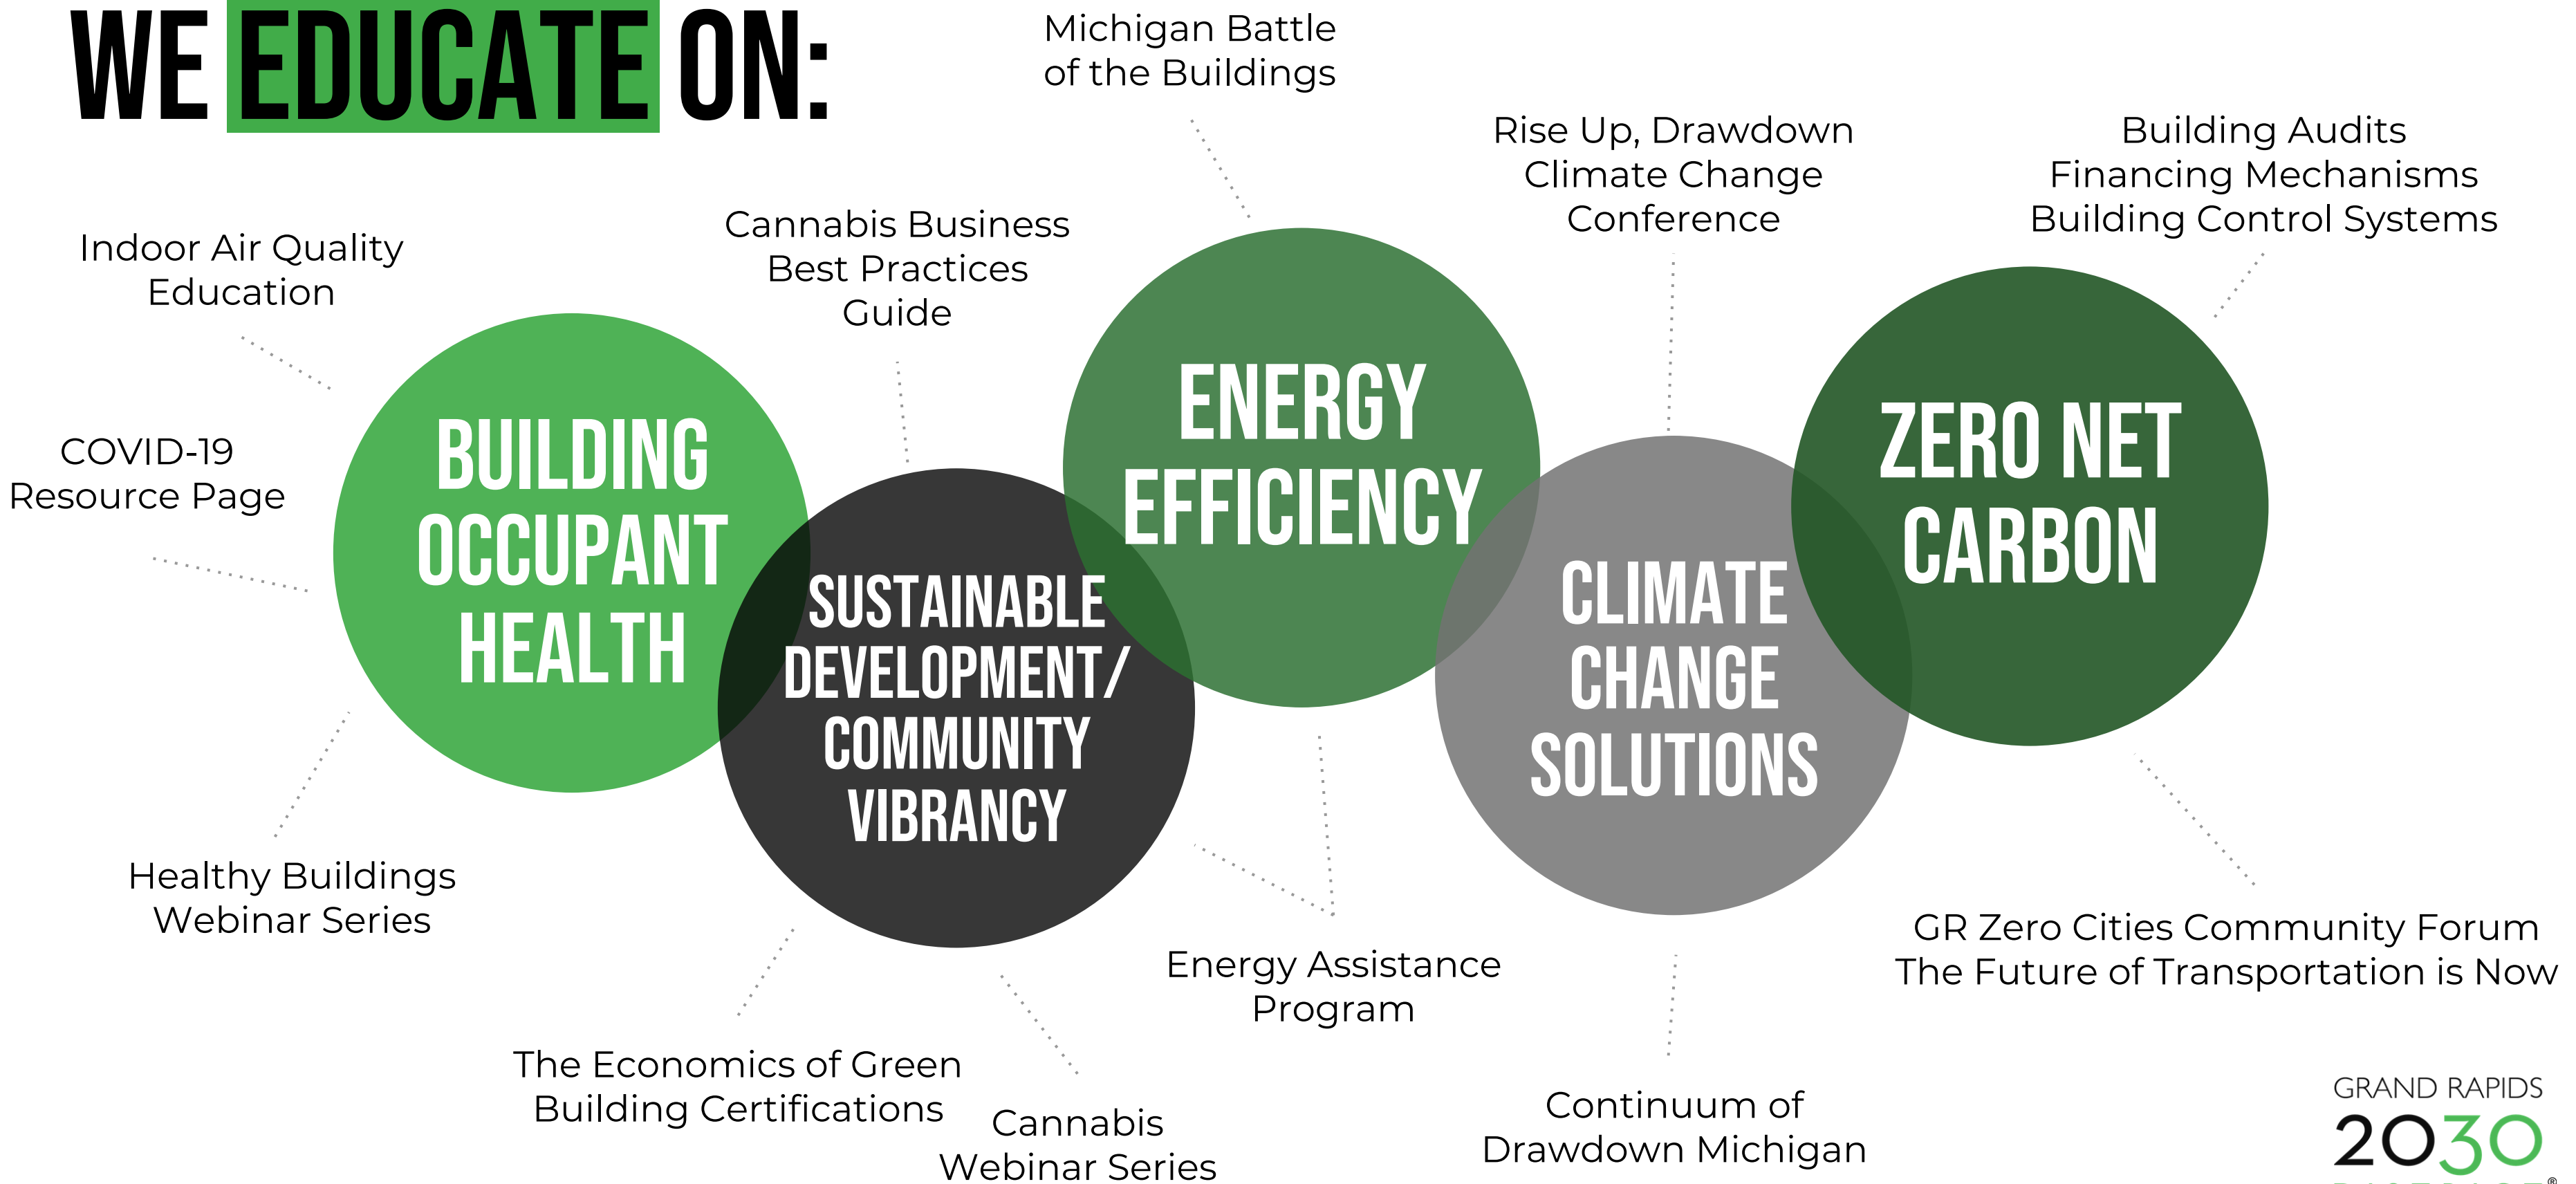 WE EDUCATE ON:
Michigan Battle
of the Buildings
Rise Up, Drawdown
Climate Change
Conference
Building Audits
Financing Mechanisms
Building Control Systems
Indoor Air Quality
Education
Cannabis Business
Best Practices
Guide
COVID-19
Resource Page
BUILDING
OCCUPANT
HEALTH
SUSTAINABLE
DEVELOPMENT/
COMMUNITY
VIBRANCY
ENERGY
EFFICIENCY
CLIMATE
CHANGE
SOLUTIONS
ZERO NET
CARBON
Healthy Buildings
Webinar Series
The Economics of Green
Building Certifications
Cannabis
Webinar Series
Energy Assistance
Program
Continuum of
Drawdown Michigan
GR Zero Cities Community Forum
The Future of Transportation is Now
GRAND RAPIDS
2030